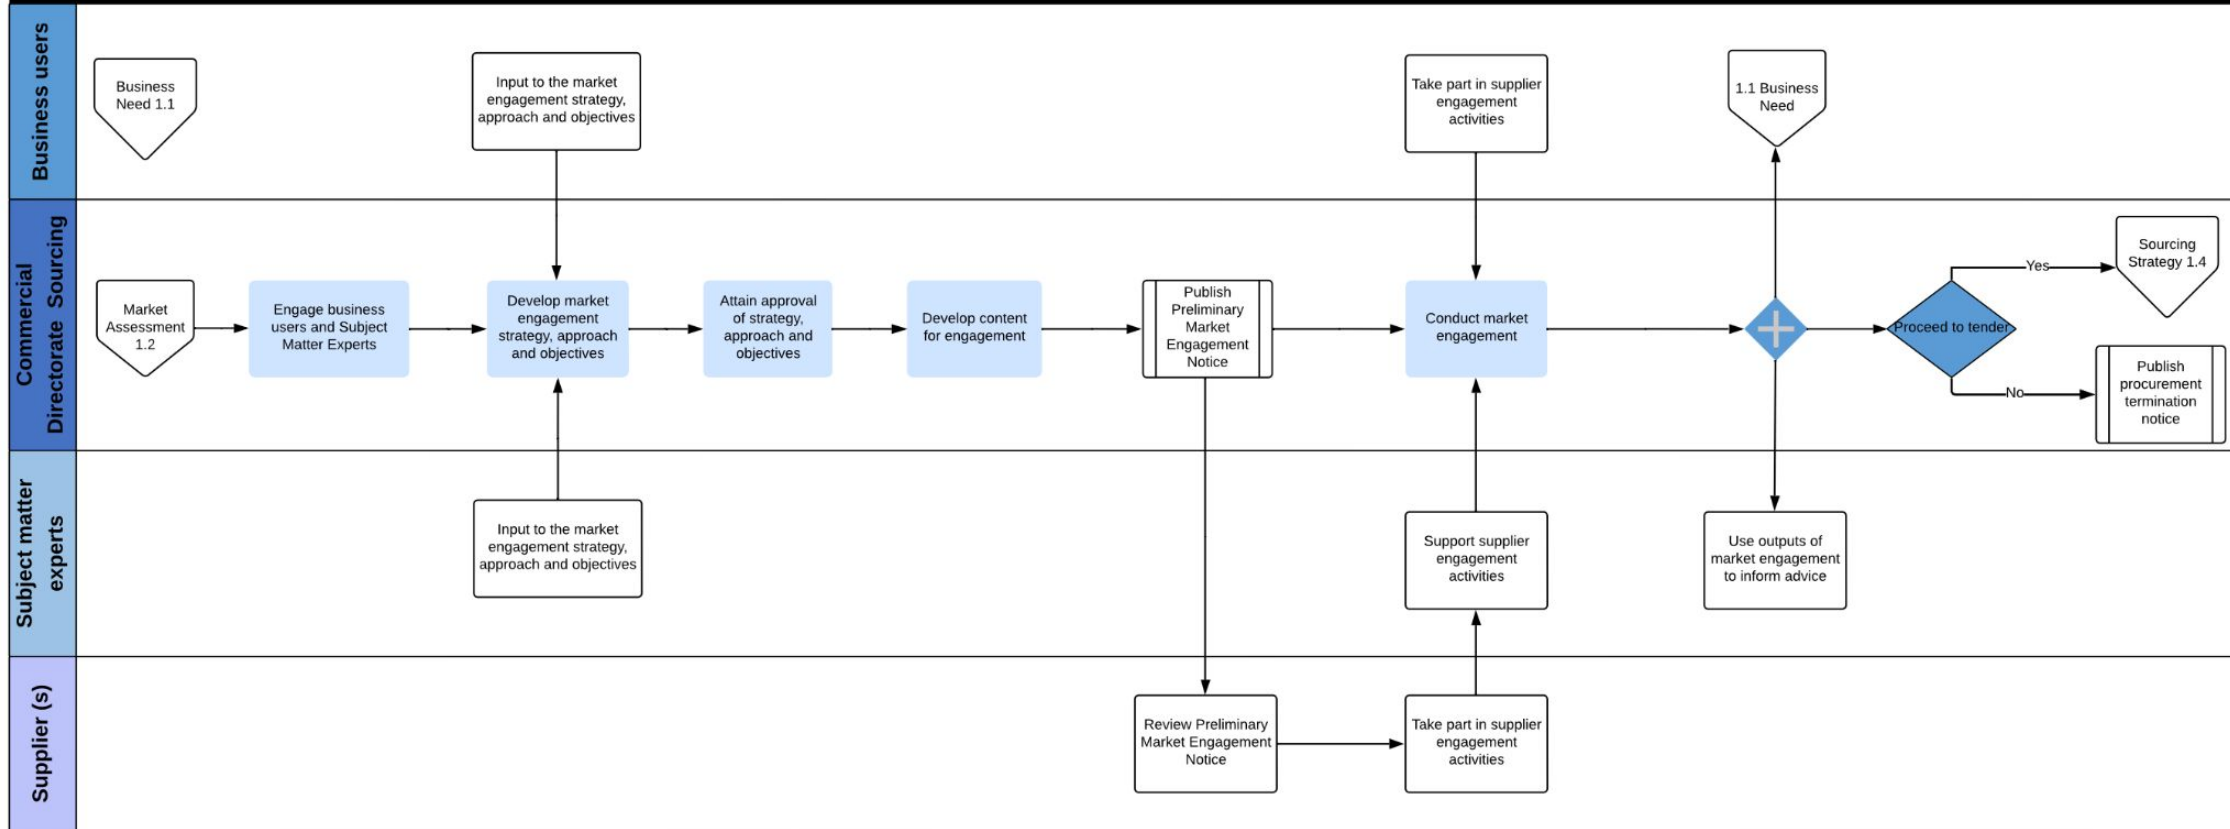 Business users
Business
Need 1.1
Input to the market
engagement strategy,
approach and objectives
Take part in supplier
engagement
activities
1.1 Business
Need
Commercial
Directorate Sourcing
Market
Assessment
1.2
Engage business
users and Subject
Matter Experts
Develop market
engagement
strategy, approach
and objectives
Attain approval
of strategy,
approach and
objectives
Develop content
for engagement
Publish
Preliminary
Market
Engagement
Notice
Conduct market
engagement
Proceed to tender
Yes
Sourcing
Strategy 1.4
No
Publish
procurement
termination
notice
Subject matter
experts
Input to the market
engagement strategy,
approach and objectives
Support supplier
engagement
activities
Use outputs of
market engagement
to inform advice
Supplier (s)
Review Preliminary
Market Engagement
Notice
Take part in supplier
engagement
activities